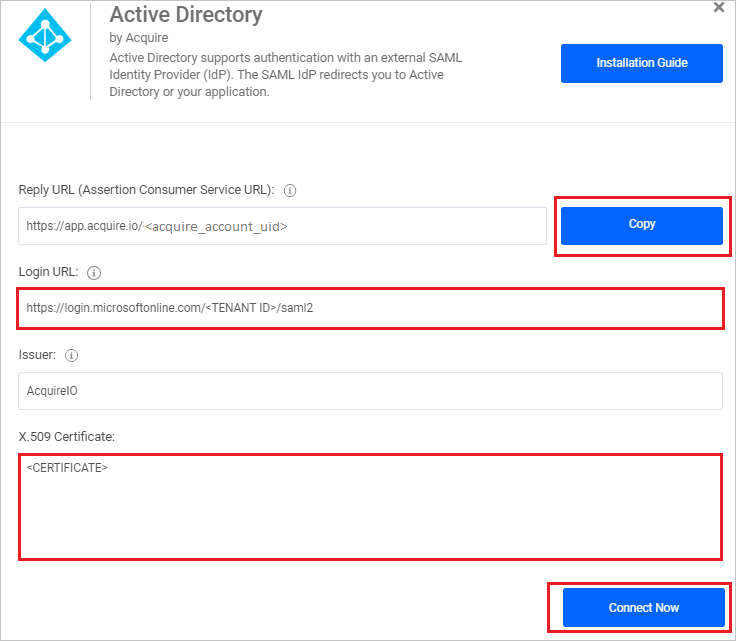 Active Directory
by Acquire
Active Directory supports authentication with an external SAML
Identity Provider (IdP). The SAML IdP redirects you to Active
Directory or your application.
Installation Guide
Reply URL (Assertion Consumer Service URL):
https://app.acquire.io/<acquire_account_uid>
Copy
Login URL:
https://login.microsoftonline.com/<TENANT ID>/saml2
Issuer:
AcquireIO
X.509 Certificate:
<CERTIFICATE>
Connect Now